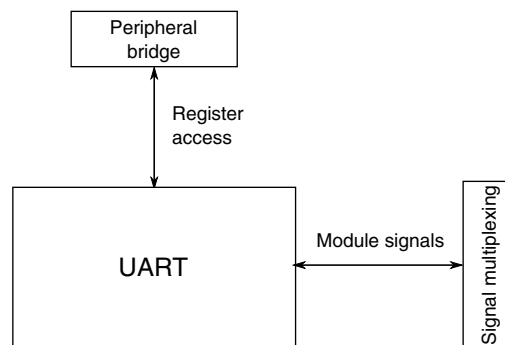 Peripheral
bridge
Register
access
UART
Module signals
Signal multiplexing